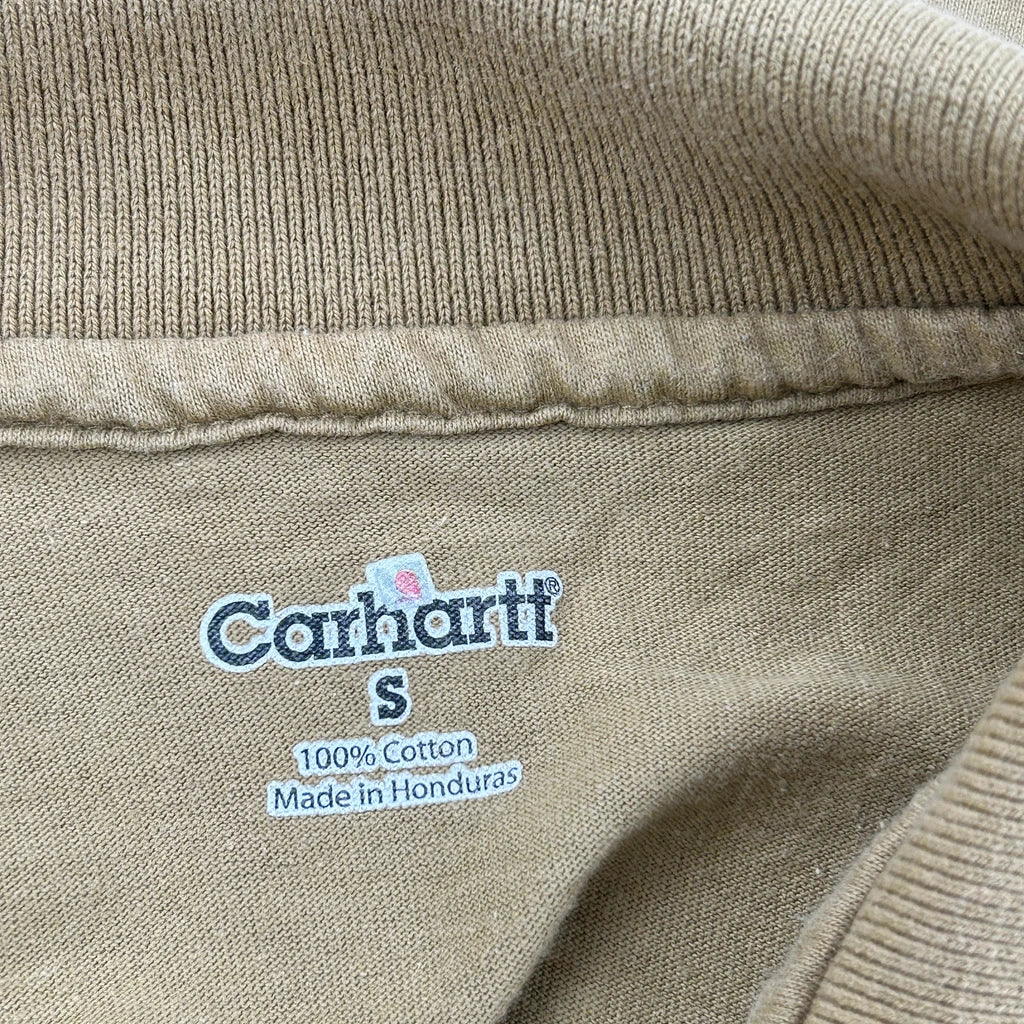 Carhartt®
S
100% Cotton
Made in Honduras